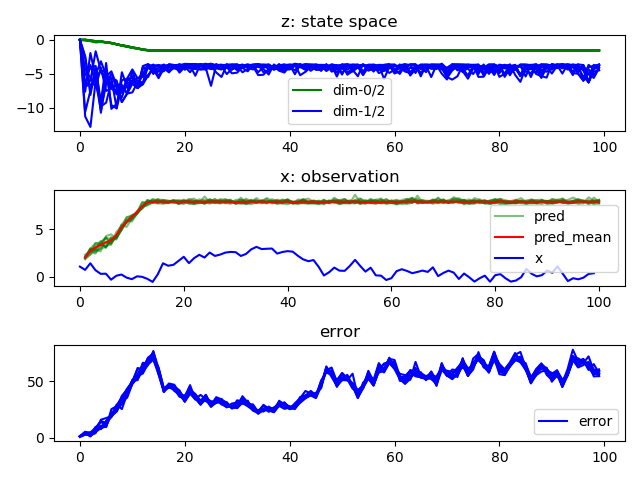 z: state space
0
−5
−10
dim-0/2
dim-1/2
0 20 40 60 80 100
x: observation
5
0
pred
pred_mean
x
0 20 40 60 80 100
error
50
0
error
0 20 40 60 80 100